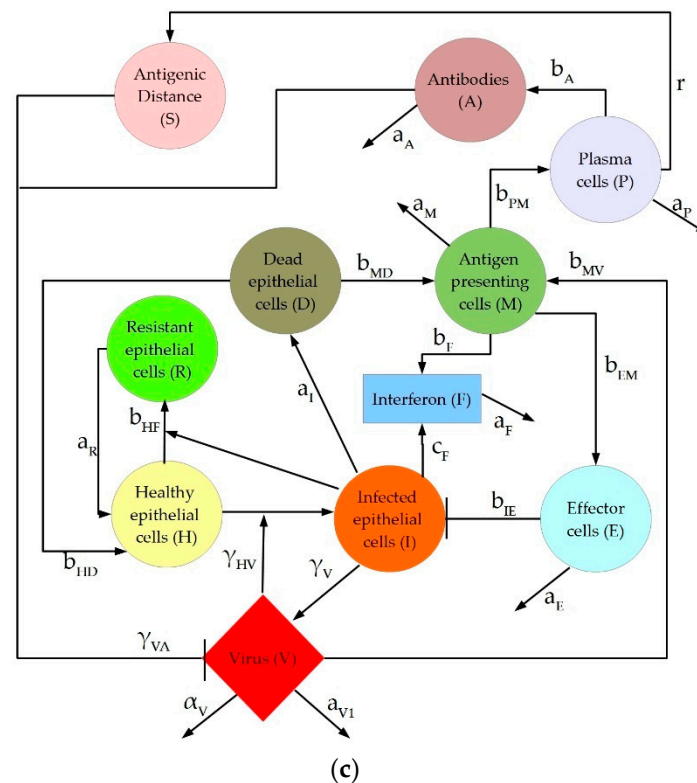 Antigenic
Distance
(S)
Antibodies
(A)
b_A
r
a_A
Plasma
cells (P)
b_PM
a_P
a_M
Dead
epithelial
cells (D)
b_MD
Antigen
presenting
cells (M)
b_MV
Resistant
epithelial
cells (R)
b_F
b_EM
a_I
Interferon (F)
a_F
b_HF
a_R
c_F
Healthy
epithelial
cells (H)
Infected
epithelial
cells (I)
b_IE
Effector
cells (E)
b_HD
γ_HV
γ_V
a_E
γ_VA
Virus (V)
α_V
a_V1
(c)